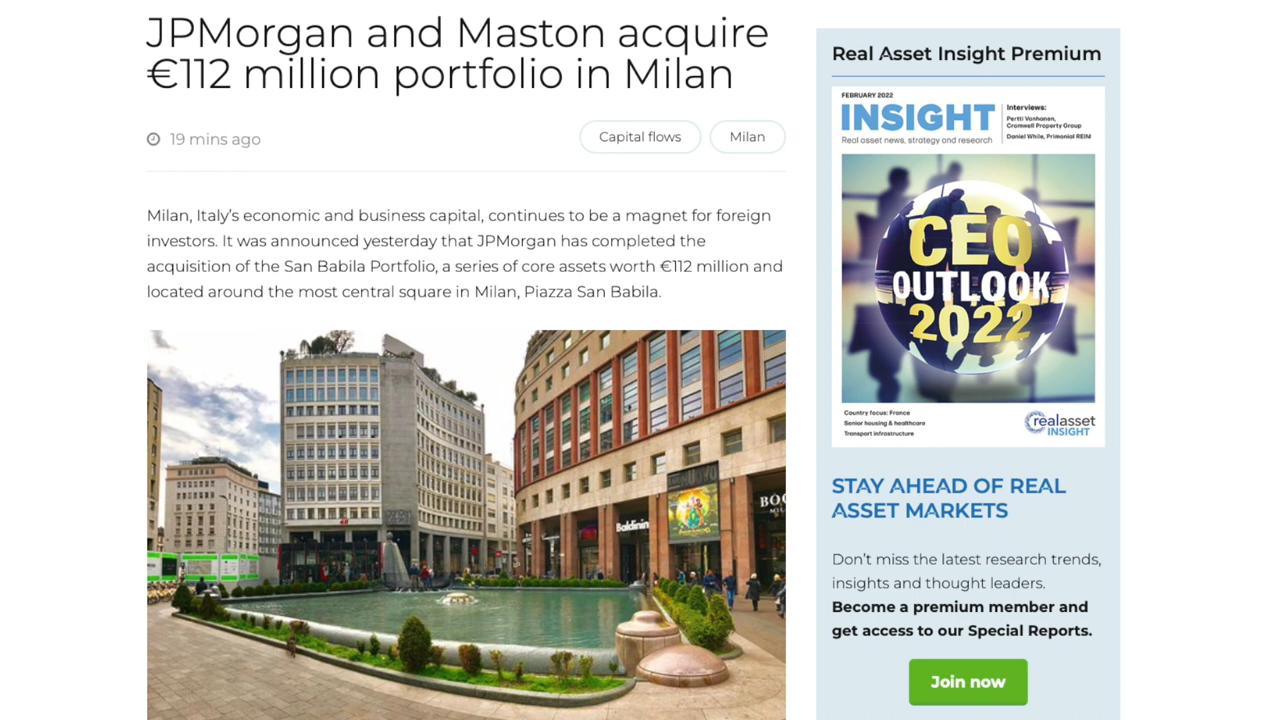 JPMorgan and Maston acquire
€112 million portfolio in Milan
19 mins ago
Capital flows
Milan
Milan, Italy’s economic and business capital, continues to be a magnet for foreign
investors. It was announced yesterday that JPMorgan has completed the
acquisition of the San Babila Portfolio, a series of core assets worth €112 million and
located around the most central square in Milan, Piazza San Babila.
Baldinin
BOG
Real Asset Insight Premium
FEBRUARY 2022
INSIGHT
Real asset news, strategy and research
Interviews:
Pertti Vanhanen,
Cromwell Property Group
Daniel While, Primonial REIM
CEO
OUTLOOK
2022
Country focus: France
Senior housing & healthcare
Transport infrastructure
realasset
INSIGHT
STAY AHEAD OF REAL
ASSET MARKETS
Don’t miss the latest research trends,
insights and thought leaders.
Become a premium member and
get access to our Special Reports.
Join now